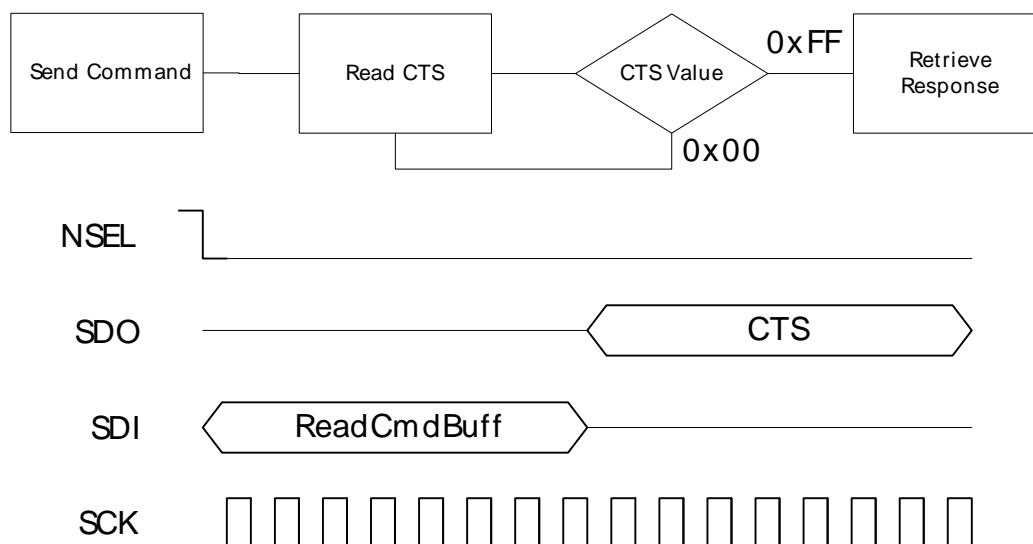 Send Command
Read CTS
CTS Value
0xFF
Retrieve
Response
0x00
NSEL
SDO
CTS
SDI
ReadCmdBuff
SCK